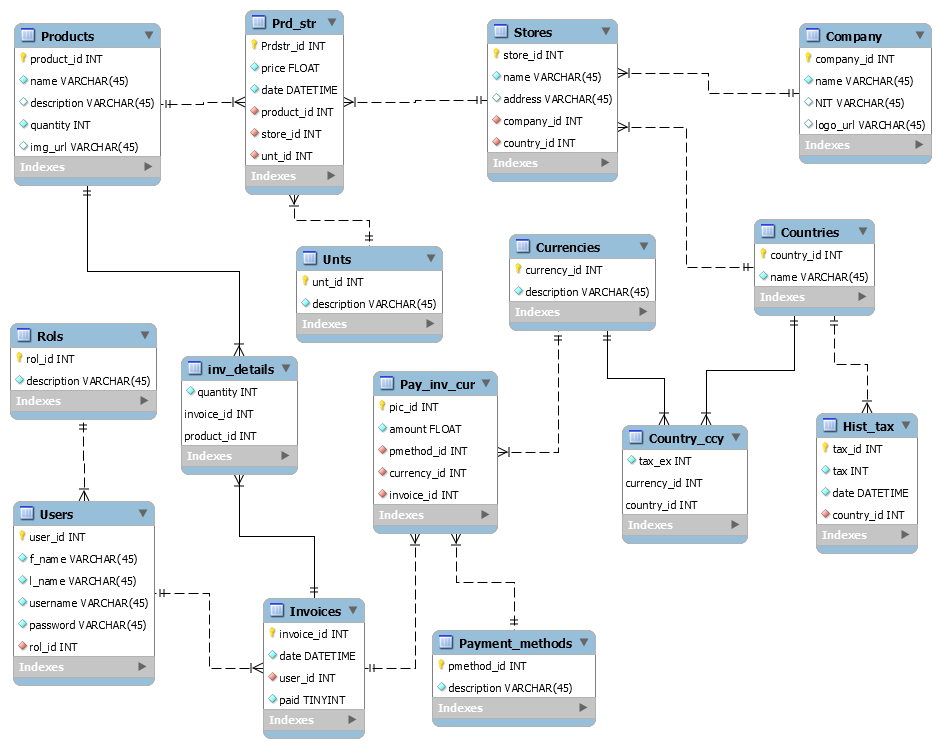 Products
product_id INT
name VARCHAR(45)
description VARCHAR(45)
quantity INT
img_url VARCHAR(45)
Indexes
Prd_str
Prdstr_id INT
price FLOAT
date DATETIME
product_id INT
store_id INT
unt_id INT
Indexes
Stores
store_id INT
name VARCHAR(45)
address VARCHAR(45)
company_id INT
country_id INT
Indexes
Company
company_id INT
name VARCHAR(45)
NIT VARCHAR(45)
logo_url VARCHAR(45)
Indexes
Unts
unt_id INT
description VARCHAR(45)
Indexes
Currencies
currency_id INT
description VARCHAR(45)
Indexes
Countries
country_id INT
name VARCHAR(45)
Indexes
Rols
rol_id INT
description VARCHAR(45)
Indexes
inv_details
quantity INT
invoice_id INT
product_id INT
Indexes
Pay_inv_cur
pic_id INT
amount FLOAT
pmethod_id INT
currency_id INT
invoice_id INT
Indexes
Country_ccy
tax_ex INT
currency_id INT
country_id INT
Indexes
Hist_tax
tax_id INT
tax INT
date DATETIME
country_id INT
Indexes
Users
user_id INT
f_name VARCHAR(45)
l_name VARCHAR(45)
username VARCHAR(45)
password VARCHAR(45)
rol_id INT
Indexes
Invoices
invoice_id INT
date DATETIME
user_id INT
paid TINYINT
Indexes
Payment_methods
pmethod_id INT
description VARCHAR(45)
Indexes